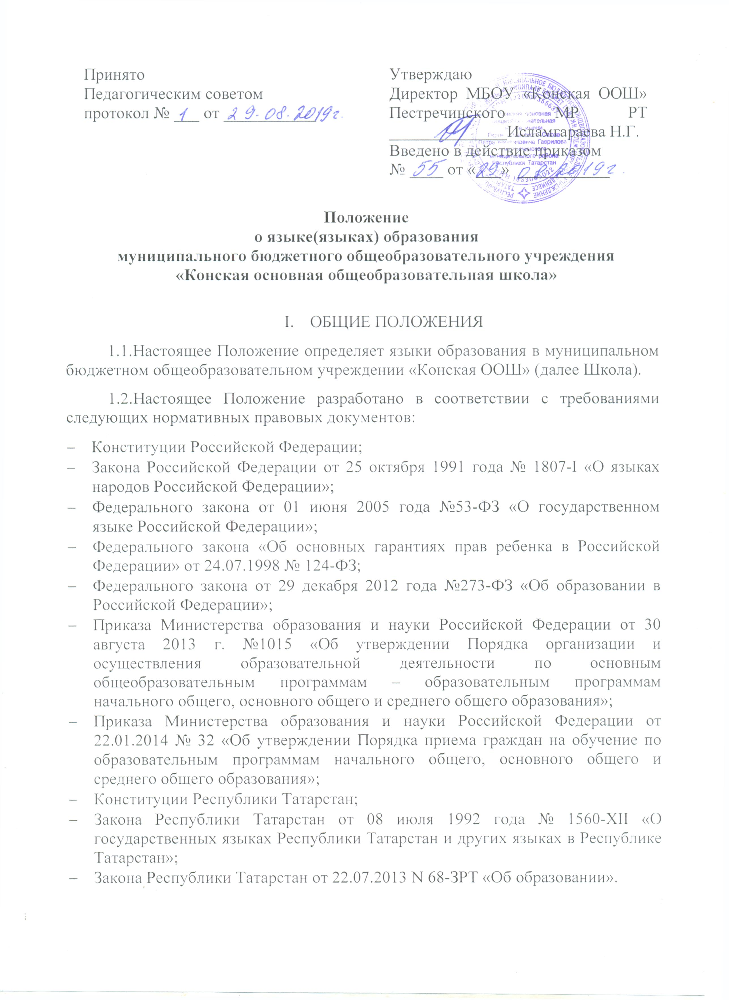 Принято
Педагогическим советом
протокол № 1 от 29.08.2019г.
Утверждаю
Директор МБОУ «Конская ООШ»
Пестречинского МР РТ
Исламгараева Н.Г.
Введено в действие приказом
№ 55 от «29» 08 2019г.
основная
имени
Союза
Гаврилова
муниципального района
Республики Татарстан
Положение
о языке(языках) образования
муниципального бюджетного общеобразовательного учреждения
«Конская основная общеобразовательная школа»
I. ОБЩИЕ ПОЛОЖЕНИЯ
1.1.Настоящее Положение определяет языки образования в муниципальном
бюджетном общеобразовательном учреждении «Конская ООШ» (далее Школа).
1.2.Настоящее Положение разработано в соответствии с требованиями
следующих нормативных правовых документов:
– Конституции Российской Федерации;
– Закона Российской Федерации от 25 октября 1991 года № 1807-I «О языках
народов Российской Федерации»;
– Федерального закона от 01 июня 2005 года №53-ФЗ «О государственном
языке Российской Федерации»;
– Федерального закона «Об основных гарантиях прав ребенка в Российской
Федерации» от 24.07.1998 № 124-ФЗ;
– Федерального закона от 29 декабря 2012 года №273-ФЗ «Об образовании в
Российской Федерации»;
– Приказа Министерства образования и науки Российской Федерации от 30
августа 2013 г. №1015 «Об утверждении Порядка организации и
осуществления образовательной деятельности по основным
общеобразовательным программам – образовательным программам
начального общего, основного общего и среднего общего образования»;
– Приказа Министерства образования и науки Российской Федерации от
22.01.2014 № 32 «Об утверждении Порядка приема граждан на обучение по
образовательным программам начального общего, основного общего и
среднего общего образования»;
– Конституции Республики Татарстан;
– Закона Республики Татарстан от 08 июля 1992 года № 1560-XII «О
государственных языках Республики Татарстан и других языках в Республике
Татарстан»;
– Закона Республики Татарстан от 22.07.2013 N 68-ЗРТ «Об образовании».